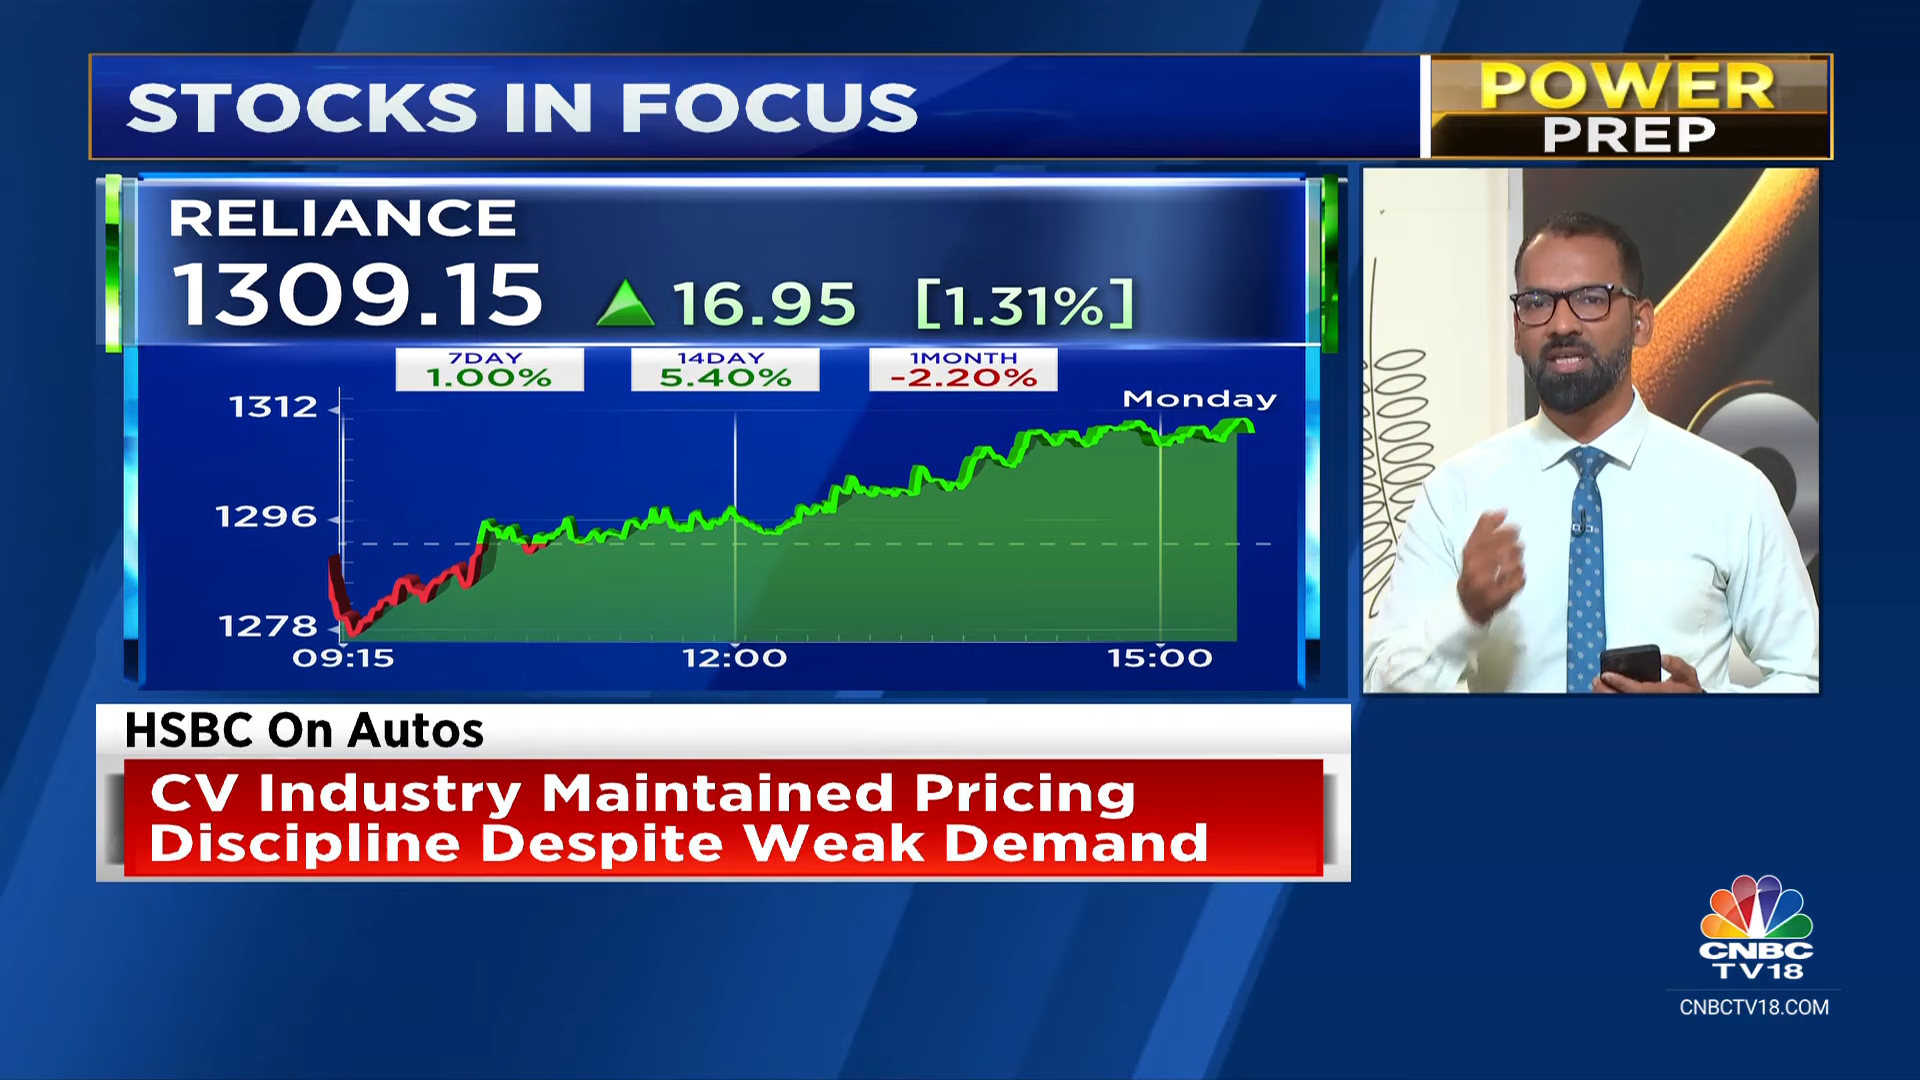 STOCKS IN FOCUS
POWER
PREP
RELIANCE
1309.15 16.95 [1.31%]
7DAY
1.00%
14DAY
5.40%
1MONTH
-2.20%
Monday
1312
1296
1278
09:15 12:00 15:00
HSBC On Autos
CV Industry Maintained Pricing
Discipline Despite Weak Demand
CNBC
TV18
CNBCTV18.COM